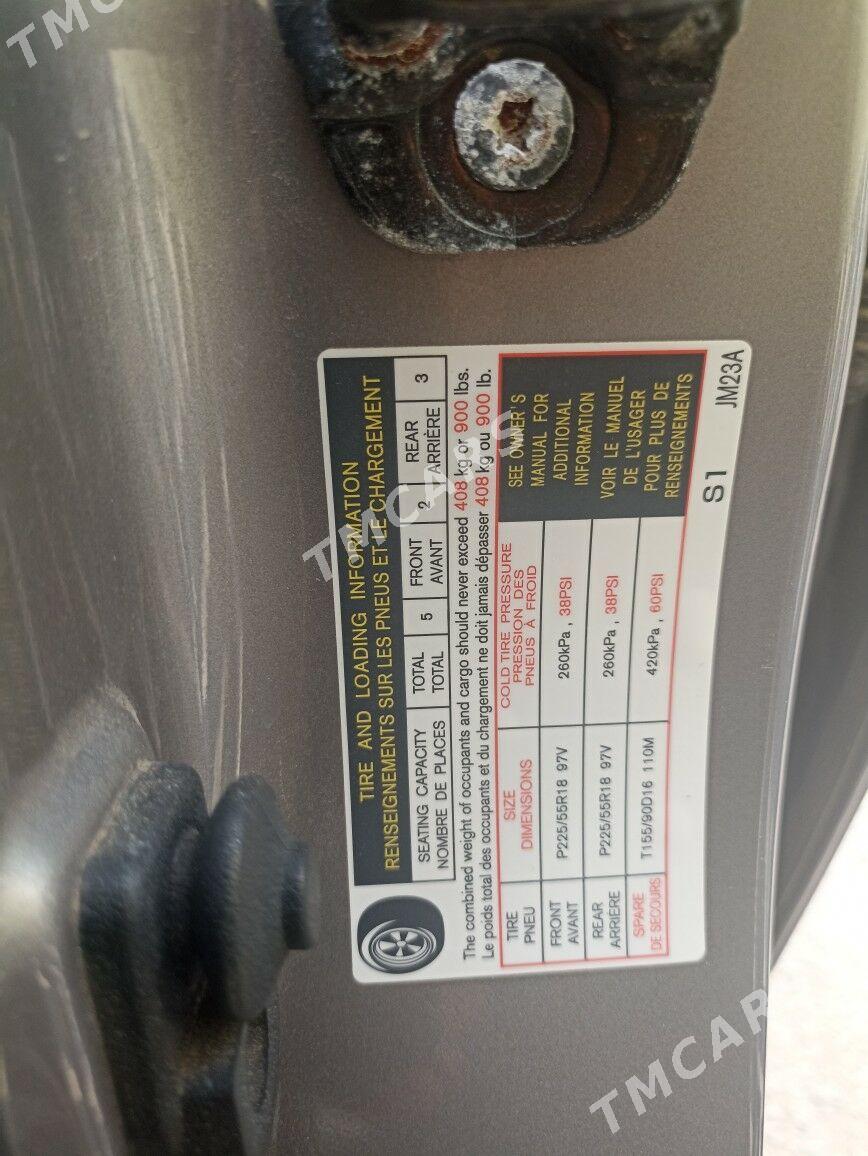 TIRE AND LOADING INFORMATION
RENSEIGNEMENTS SUR LES PNEUS ET LE CHARGEMENT
SEATING CAPACITY TOTAL 5 FRONT 2 REAR 3
NOMBRE DE PLACES TOTAL AVANT ARRIÈRE
The combined weight of occupants and cargo should never exceed 408 kg or 900 lbs.
Le poids total des occupants et du chargement ne doit jamais dépasser 408 kg ou 900 lb.
TIRE
PNEU
SIZE
DIMENSIONS
COLD TIRE PRESSURE
PRESSION DES
PNEUS À FROID
FRONT
AVANT
P225/55R18 97V
260kPa, 38PSI
REAR
ARRIÈRE
P225/55R18 97V
260kPa, 38PSI
SPARE
DE SECOURS
T155/90D16 110M
420kPa, 60PSI
SEE OWNER'S
MANUAL FOR
ADDITIONAL
INFORMATION
VOIR LE MANUEL
DE L'USAGER
POUR PLUS DE
RENSEIGNEMENTS
S1
JM23A
TMCARS
TMCARS
TMC